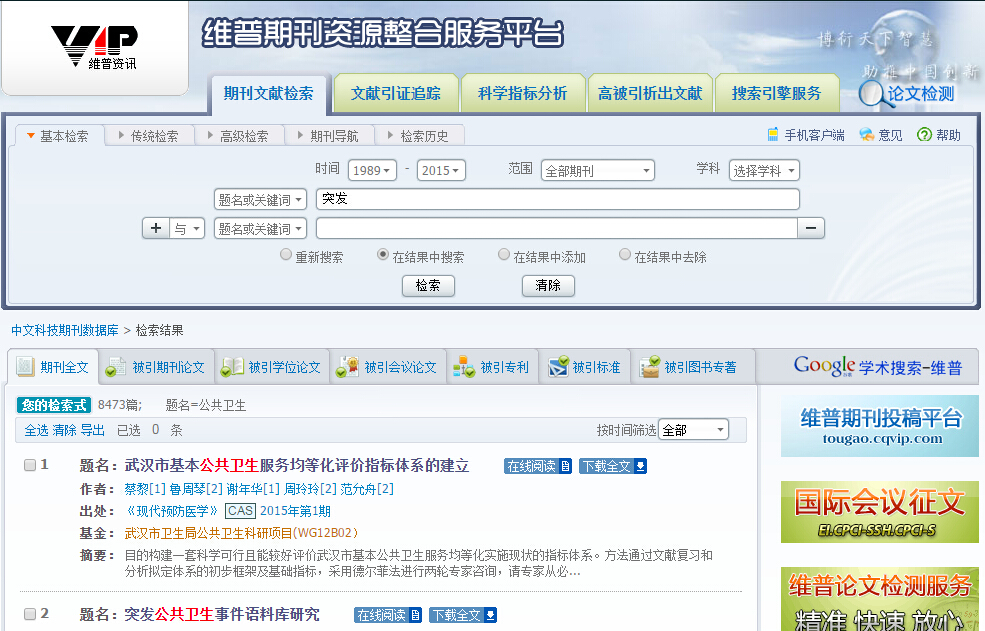 VIP
维普资讯
维普期刊资源整合服务平台
博衍天下智慧
助推中国创新
期刊文献检索 文献引证追踪 科学指标分析 高被引析出文献 搜索引擎服务 论文检测
基本检索 传统检索 高级检索 期刊导航 检索历史 手机客户端 意见 帮助
时间 1989 - 2015 范围 全部期刊 学科 选择学科
题名或关键词 突发
+ 与 题名或关键词 −
重新搜索 在结果中搜索 在结果中添加 在结果中去除
检索 清除
中文科技期刊数据库 > 检索结果
期刊全文 被引期刊论文 被引学位论文 被引会议论文 被引专利 被引标准 被引图书专著 Google 学术搜索-维普
您的检索式 8473篇; 题名=公共卫生
全选 清除 导出 已选 0 条 按时间筛选 全部
1 题名：武汉市基本公共卫生服务均等化评价指标体系的建立 在线阅读 下载全文
作者：蔡黎[1] 鲁周琴[2] 谢年华[1] 周玲玲[2] 范允舟[2]
出处：《现代预防医学》 CAS 2015年第1期
基金：武汉市卫生局公共卫生科研项目(WG12B02)
摘要：目的构建一套科学可行且能较好评价武汉市基本公共卫生服务均等化实施现状的指标体系。方法通过文献复习和
分析拟定体系的初步框架及基础指标，采用德尔菲法进行两轮专家咨询，请专家从必...
2 题名：突发公共卫生事件语料库研究 在线阅读 下载全文
维普期刊投稿平台
tougao.cqvip.com
国际会议征文
EI.CPCI-SSH.CPCI-S
维普论文检测服务
精准 快速 放心